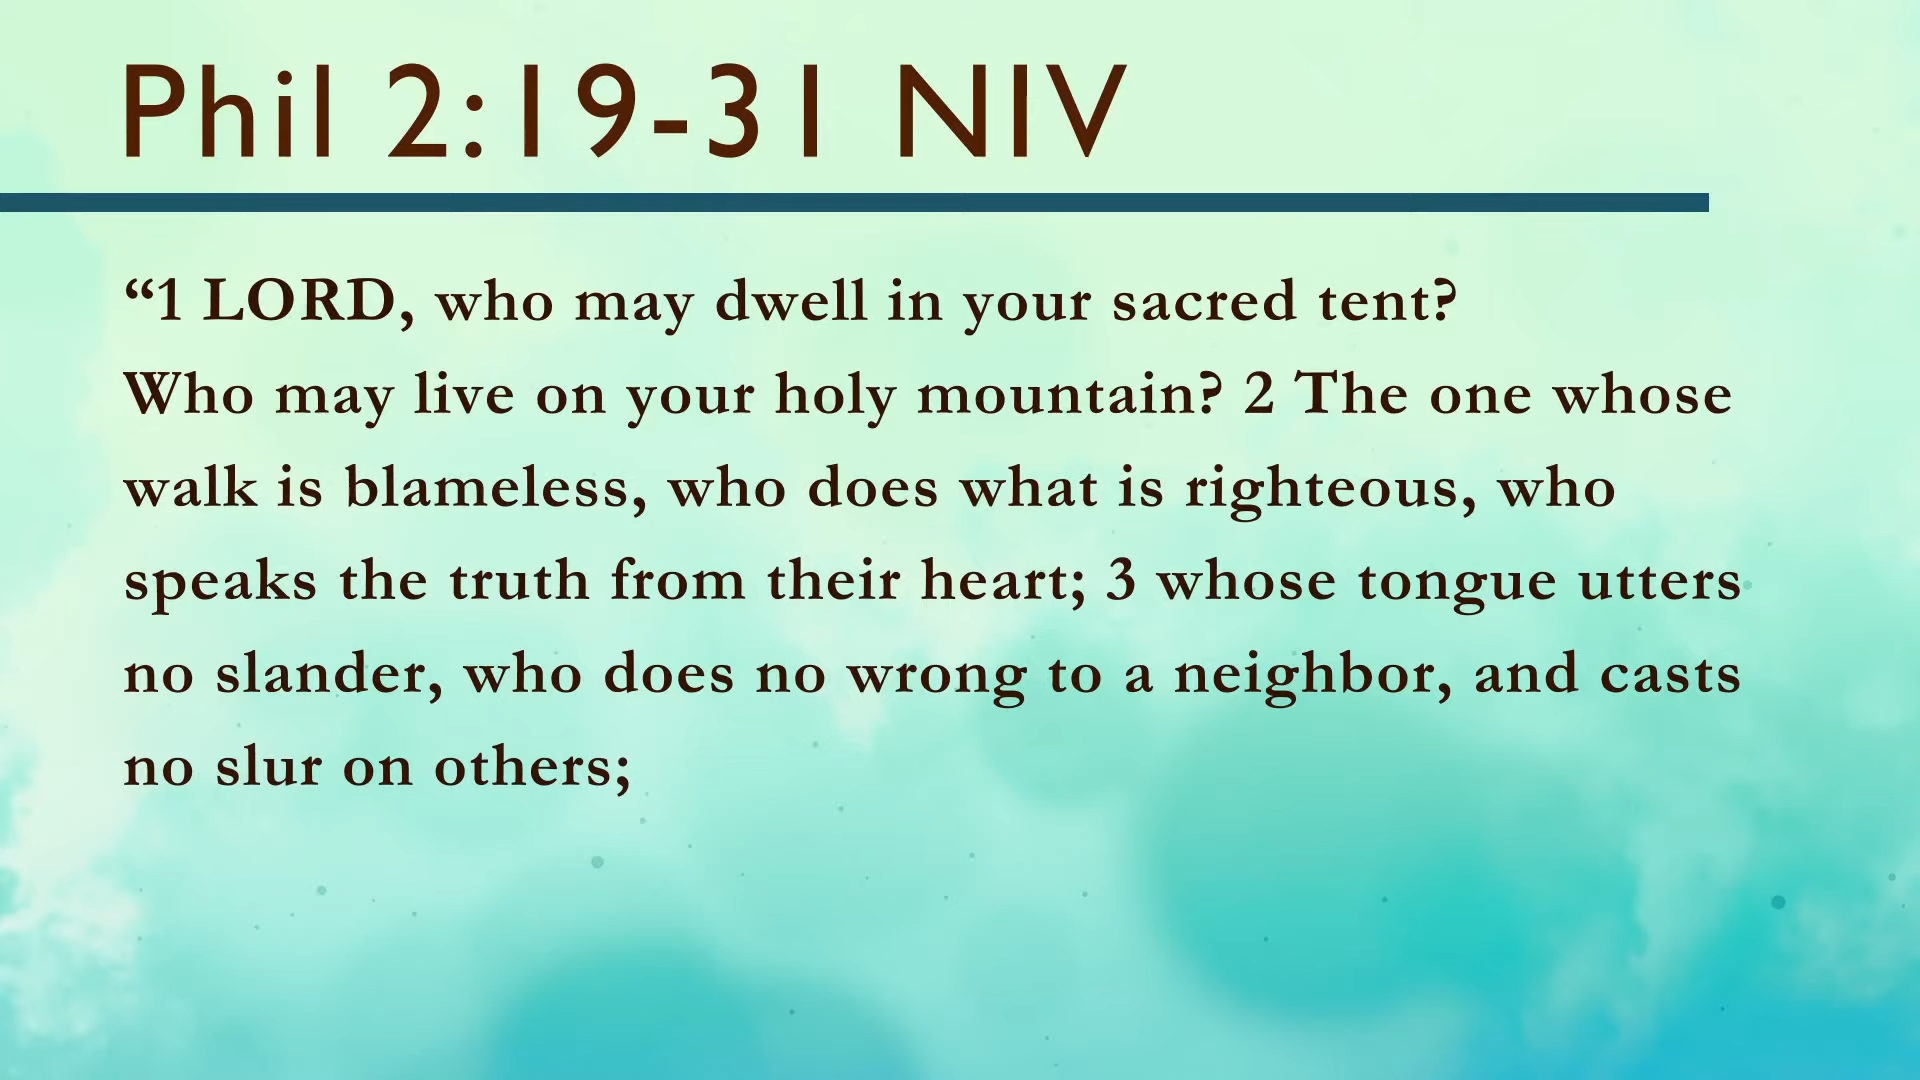 Phil 2:19-31 NIV
“1 LORD, who may dwell in your sacred tent?
Who may live on your holy mountain? 2 The one whose
walk is blameless, who does what is righteous, who
speaks the truth from their heart; 3 whose tongue utters
no slander, who does no wrong to a neighbor, and casts
no slur on others;